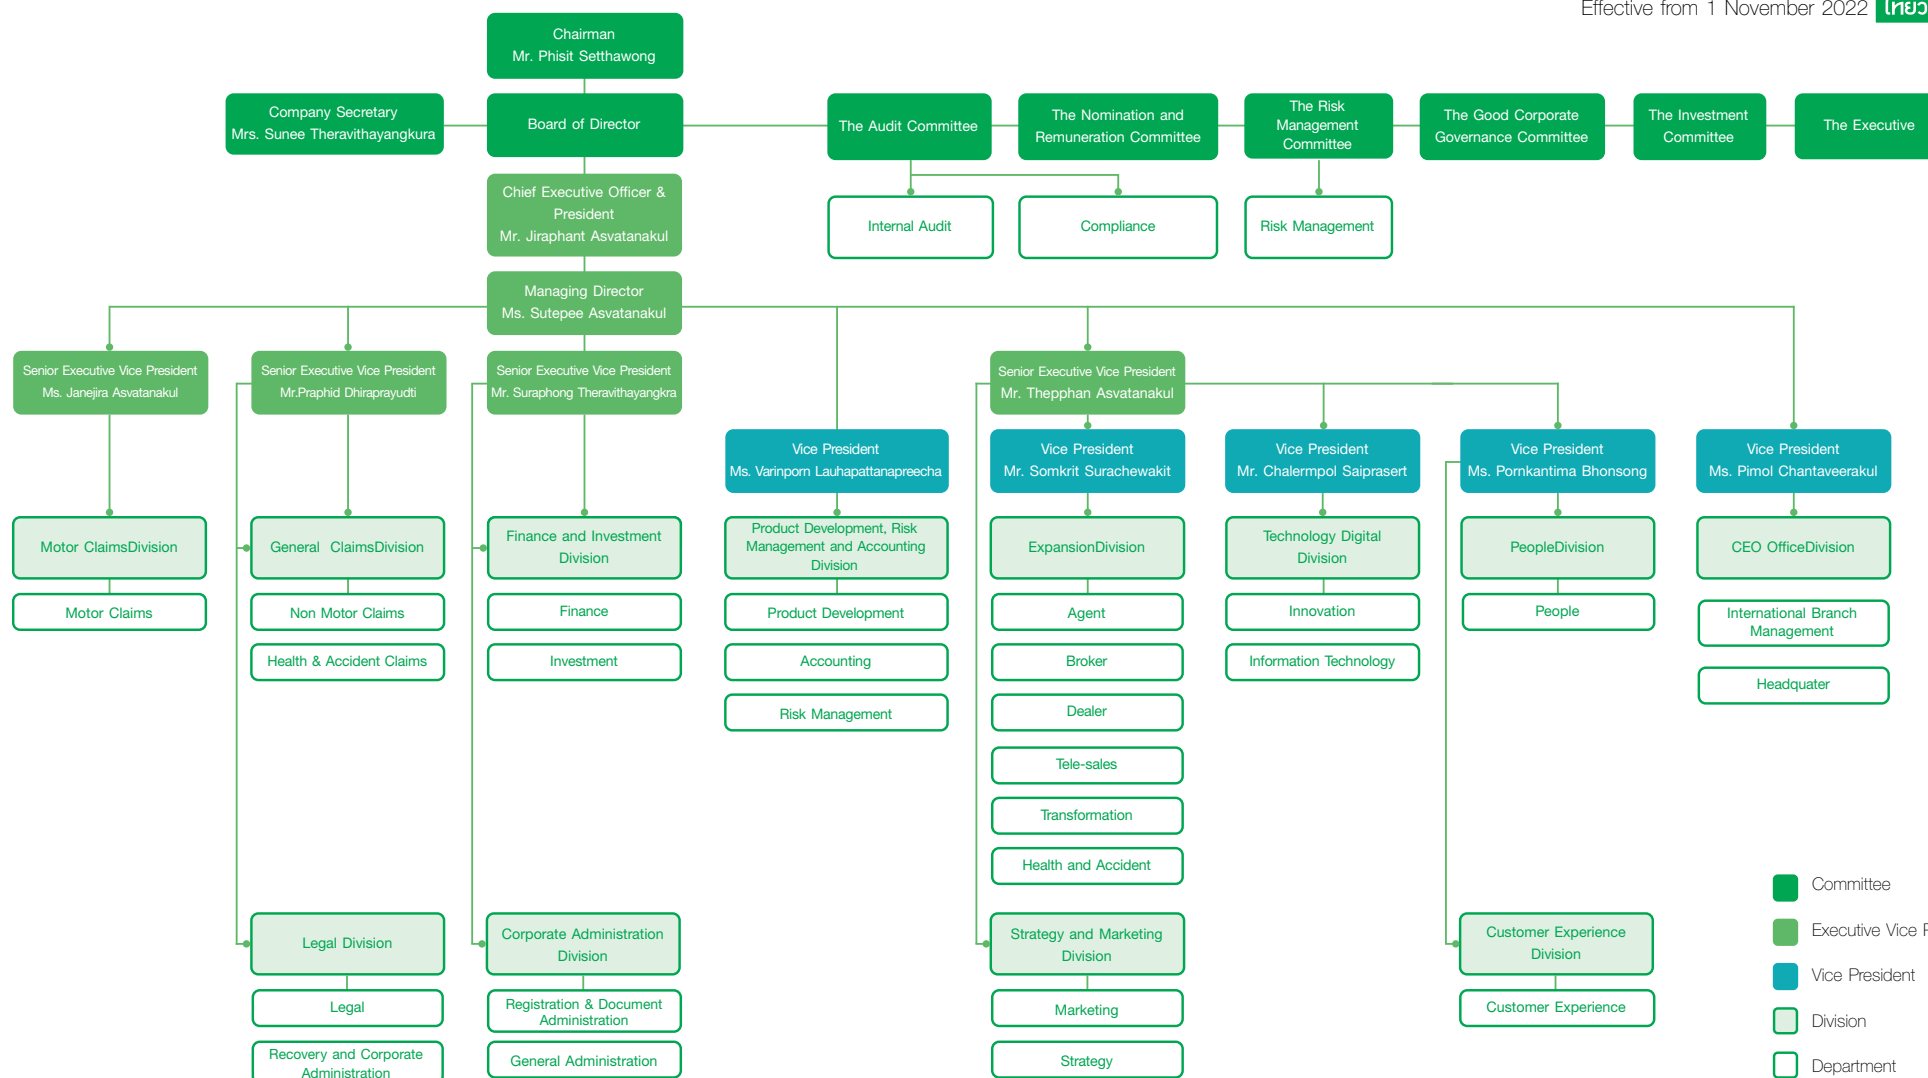 Effective from 1 November 2022
ไทยว
Chairman
Mr. Phisit Setthawong
Company Secretary
Mrs. Sunee Theravithayangkura
Board of Director
The Audit Committee
The Nomination and
Remuneration Committee
The Risk
Management
Committee
The Good Corporate
Governance Committee
The Investment
Committee
The Executive
Chief Executive Officer &
President
Mr. Jiraphant Asvatanakul
Internal Audit
Compliance
Risk Management
Managing Director
Ms. Sutepee Asvatanakul
Senior Executive Vice President
Ms. Janejira Asvatanakul
Senior Executive Vice President
Mr.Praphid Dhiraprayudti
Senior Executive Vice President
Mr. Suraphong Theravithayangkra
Senior Executive Vice President
Mr. Thepphan Asvatanakul
Vice President
Ms. Varinporn Lauhapattanapreecha
Vice President
Mr. Somkrit Surachewakit
Vice President
Mr. Chalermpol Saiprasert
Vice President
Ms. Pornkantima Bhonsong
Vice President
Ms. Pimol Chantaveerakul
Motor ClaimsDivision
General ClaimsDivision
Finance and Investment
Division
Product Development, Risk
Management and Accounting
Division
ExpansionDivision
Technology Digital
Division
PeopleDivision
CEO OfficeDivision
Motor Claims
Non Motor Claims
Finance
Product Development
Agent
Innovation
People
International Branch
Management
Health & Accident Claims
Investment
Accounting
Broker
Information Technology
Headquater
Risk Management
Dealer
Tele-sales
Transformation
Health and Accident
Legal Division
Corporate Administration
Division
Strategy and Marketing
Division
Customer Experience
Division
Legal
Registration & Document
Administration
Marketing
Customer Experience
Recovery and Corporate
Administration
General Administration
Strategy
Committee
Executive Vice P
Vice President
Division
Department